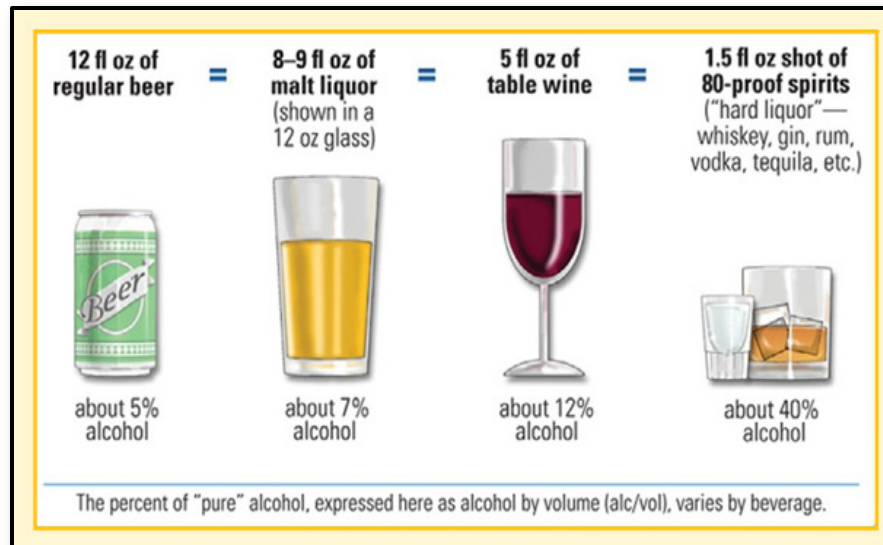 12 fl oz of
regular beer
=
8–9 fl oz of
malt liquor
(shown in a
12 oz glass)
=
5 fl oz of
table wine
=
1.5 fl oz shot of
80-proof spirits
(“hard liquor”—
whiskey, gin, rum,
vodka, tequila, etc.)
Beer
about 5%
alcohol
about 7%
alcohol
about 12%
alcohol
about 40%
alcohol
The percent of “pure” alcohol, expressed here as alcohol by volume (alc/vol), varies by beverage.